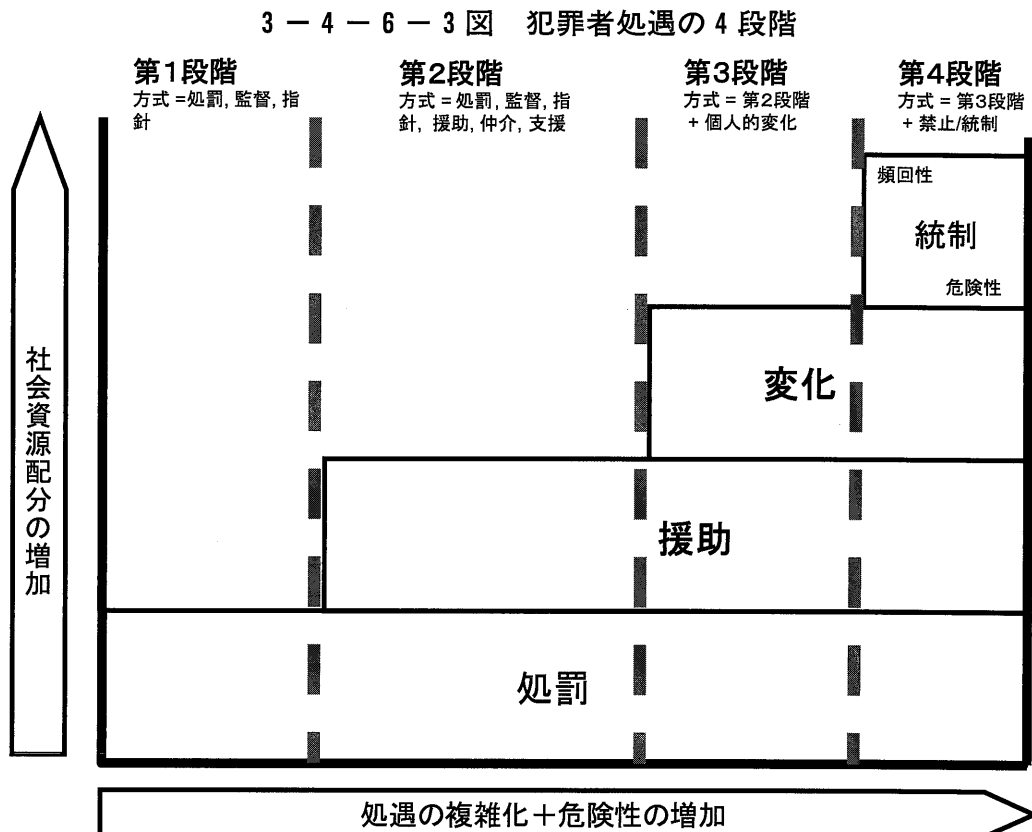 3－4－6－3図　犯罪者処遇の4段階
第1段階
方式＝処罰, 監督, 指
針
第2段階
方式＝処罰, 監督, 指
針, 援助, 仲介, 支援
第3段階
方式＝第2段階
+ 個人的変化
第4段階
方式＝第3段階
+ 禁止/統制
頻回性
統制
危険性
変化
援助
処罰
社会資源配分の増加
処遇の複雑化＋危険性の増加